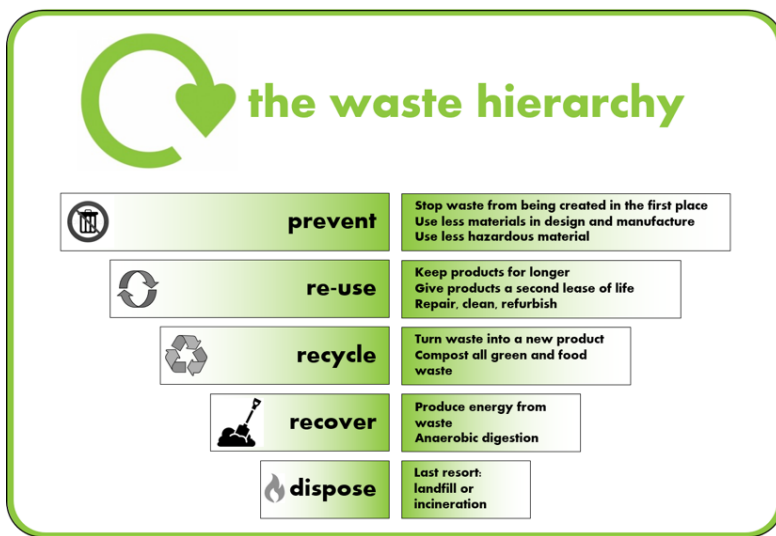 the waste hierarchy
prevent
Stop waste from being created in the first place
Use less materials in design and manufacture
Use less hazardous material
re-use
Keep products for longer
Give products a second lease of life
Repair, clean, refurbish
recycle
Turn waste into a new product
Compost all green and food
waste
recover
Produce energy from
waste
Anaerobic digestion
dispose
Last resort:
landfill or
incineration